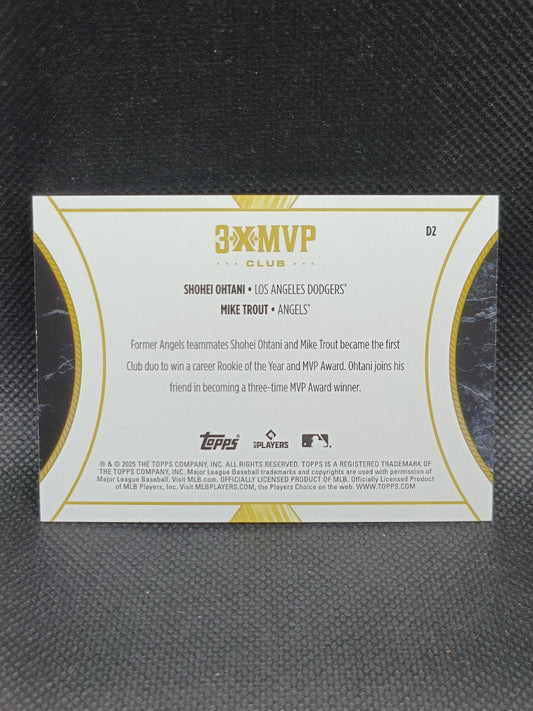 D2
3XMVP
CLUB
SHOHEI OHTANI • LOS ANGELES DODGERS®
MIKE TROUT • ANGELS®
Former Angels teammates Shohei Ohtani and Mike Trout became the first
Club duo to win a career Rookie of the Year and MVP Award. Ohtani joins his
friend in becoming a three-time MVP Award winner.
Topps MLB PLAYERS
® & © 2025 THE TOPPS COMPANY, INC. ALL RIGHTS RESERVED. TOPPS IS A REGISTERED TRADEMARK OF
THE TOPPS COMPANY, INC. Major League Baseball trademarks and copyrights are used with permission of
Major League Baseball. Visit MLB.com. OFFICIALLY LICENSED PRODUCT OF MLB. Officially Licensed Product
of MLB Players, Inc. Visit MLBPLAYERS.COM, the Players Choice on the web. WWW.TOPPS.COM